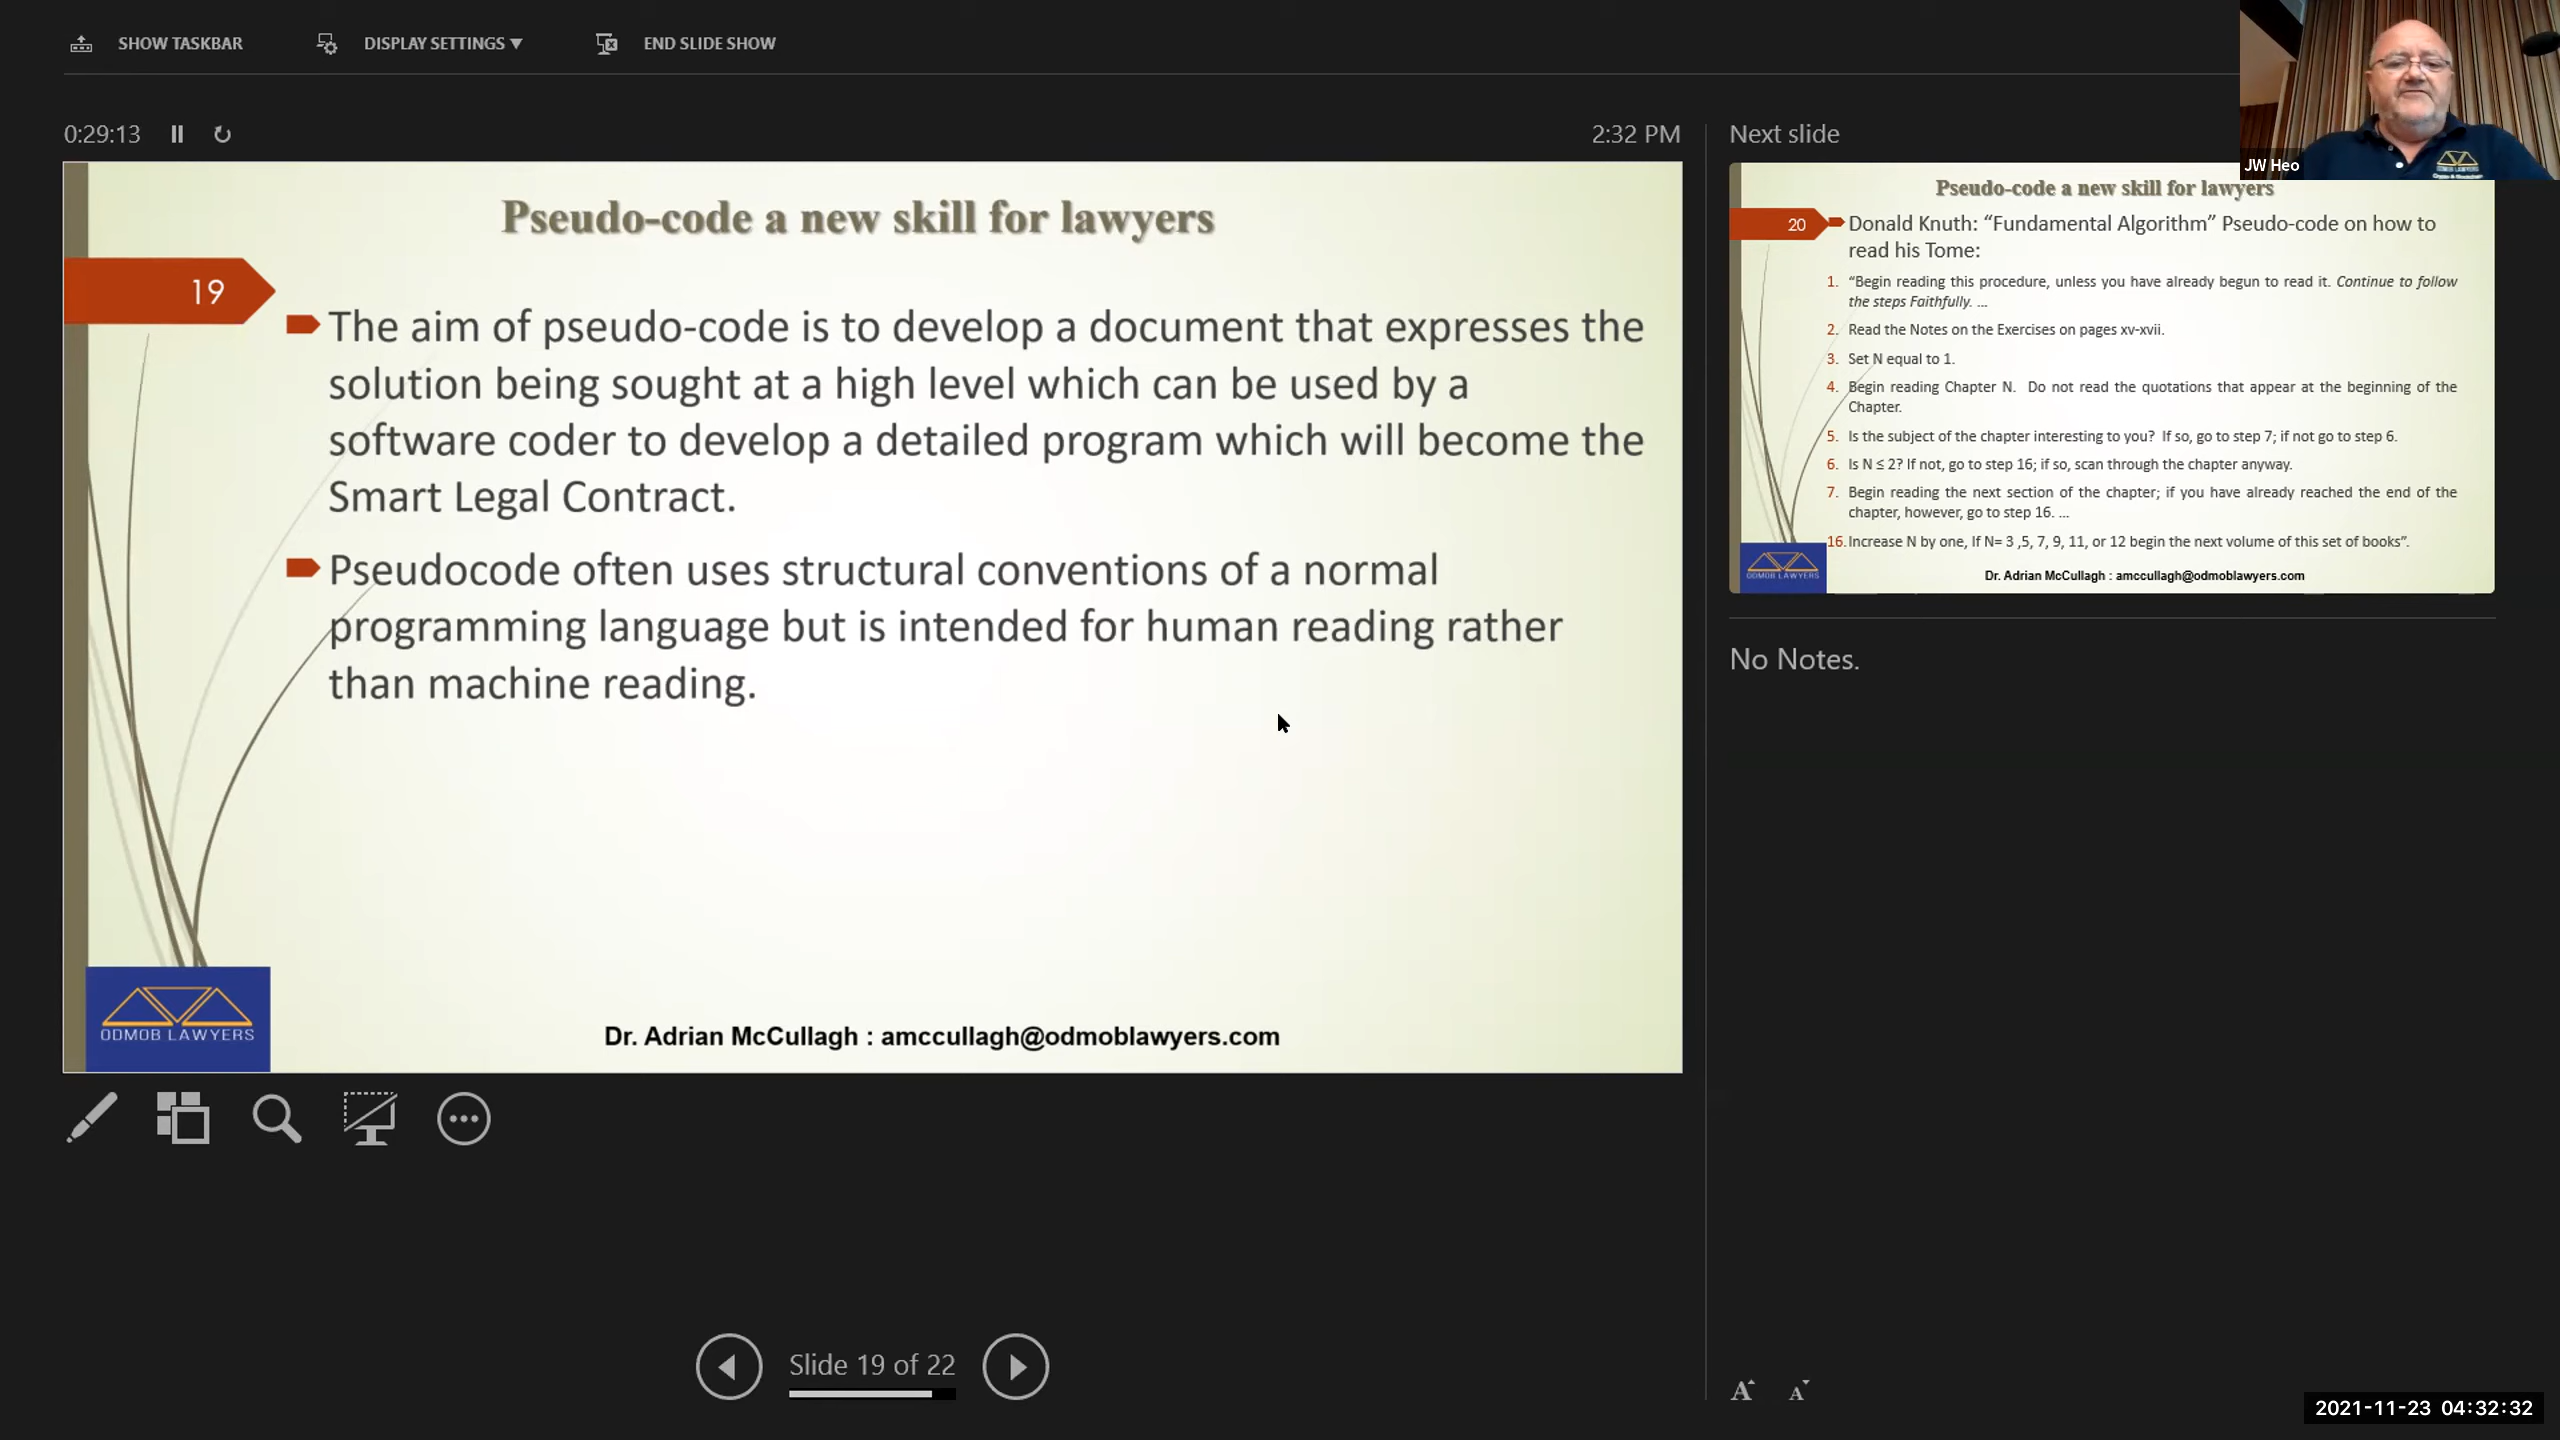 SHOW TASKBAR
DISPLAY SETTINGS
END SLIDE SHOW
0:29:13
2:32 PM
Pseudo-code a new skill for lawyers
19
The aim of pseudo-code is to develop a document that expresses the
solution being sought at a high level which can be used by a
software coder to develop a detailed program which will become the
Smart Legal Contract.
Pseudocode often uses structural conventions of a normal
programming language but is intended for human reading rather
than machine reading.
ODMOB LAWYERS
Dr. Adrian McCullagh : amccullagh@odmoblawyers.com
Slide 19 of 22
Next slide
JW Heo
Pseudo-code a new skill for lawyers
20
Donald Knuth: “Fundamental Algorithm” Pseudo-code on how to
read his Tome:
1. “Begin reading this procedure, unless you have already begun to read it. Continue to follow
the steps Faithfully. ...
2. Read the Notes on the Exercises on pages xv-xvii.
3. Set N equal to 1.
4. Begin reading Chapter N. Do not read the quotations that appear at the beginning of the
Chapter.
5. Is the subject of the chapter interesting to you? If so, go to step 7; if not go to step 6.
6. Is N ≤ 2? If not, go to step 16; if so, scan through the chapter anyway.
7. Begin reading the next section of the chapter; if you have already reached the end of the
chapter, however, go to step 16. ...
16. Increase N by one, If N= 3 ,5, 7, 9, 11, or 12 begin the next volume of this set of books”.
ODMOB LAWYERS
Dr. Adrian McCullagh : amccullagh@odmoblawyers.com
No Notes.
A A
2021-11-23 04:32:32